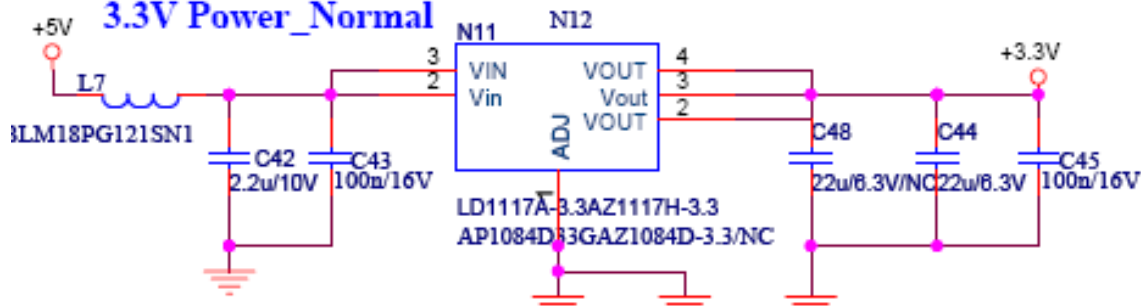 3.3V Power_Normal
+5V
N11
N12
+3.3V
L7
3
VIN
VOUT
4
2
Vin
Vout
3
VOUT
2
BLM18PG121SN1
ADJ
C42
2.2u/10V
C43
100n/16V
C48
22u/6.3V/NC
C44
22u/6.3V
C45
100n/16V
1
LD1117A-3.3AZ1117H-3.3
AP1084D33GAZ1084D-3.3/NC